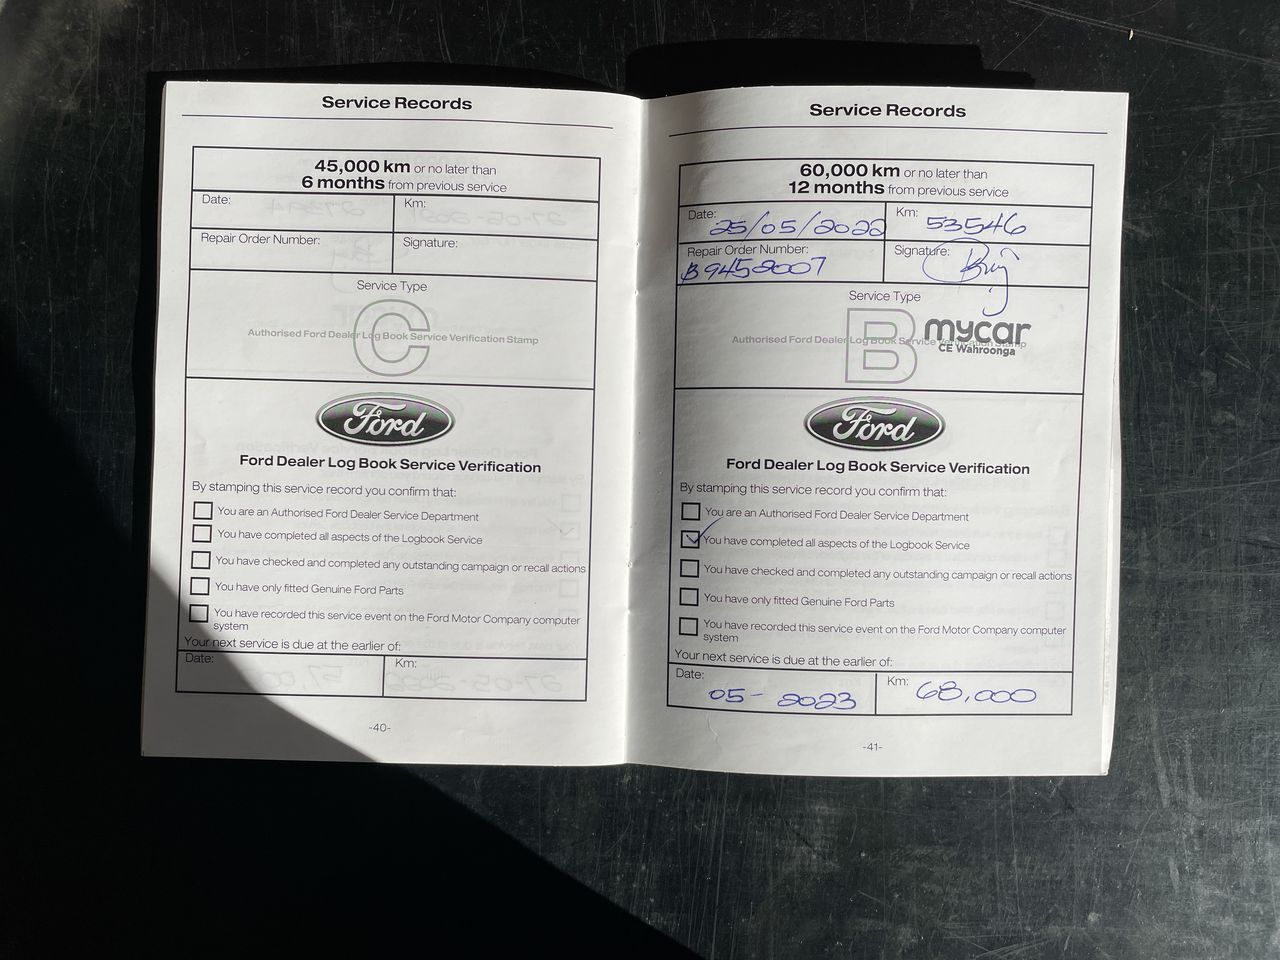 Service Records
45,000 km or no later than
6 months from previous service
Date:
Km:
Repair Order Number:
Signature:
Service Type
C
Authorised Ford Dealer Log Book Service Verification Stamp
Ford
Ford Dealer Log Book Service Verification
By stamping this service record you confirm that:
You are an Authorised Ford Dealer Service Department
You have completed all aspects of the Logbook Service
You have checked and completed any outstanding campaign or recall actions
You have only fitted Genuine Ford Parts
You have recorded this service event on the Ford Motor Company computer
system
Your next service is due at the earlier of:
Date:
Km:
-40-
Service Records
60,000 km or no later than
12 months from previous service
Date: 25/05/2022
Km: 53546
Repair Order Number:
B9452007
Signature:
Service Type
B
Authorised Ford Dealer Log Book Service Verification Stamp
mycar
CE Wahroonga
Ford
Ford Dealer Log Book Service Verification
By stamping this service record you confirm that:
You are an Authorised Ford Dealer Service Department
You have completed all aspects of the Logbook Service
You have checked and completed any outstanding campaign or recall actions
You have only fitted Genuine Ford Parts
You have recorded this service event on the Ford Motor Company computer
system
Your next service is due at the earlier of:
Date: 05-2023
Km: 68,000
-41-